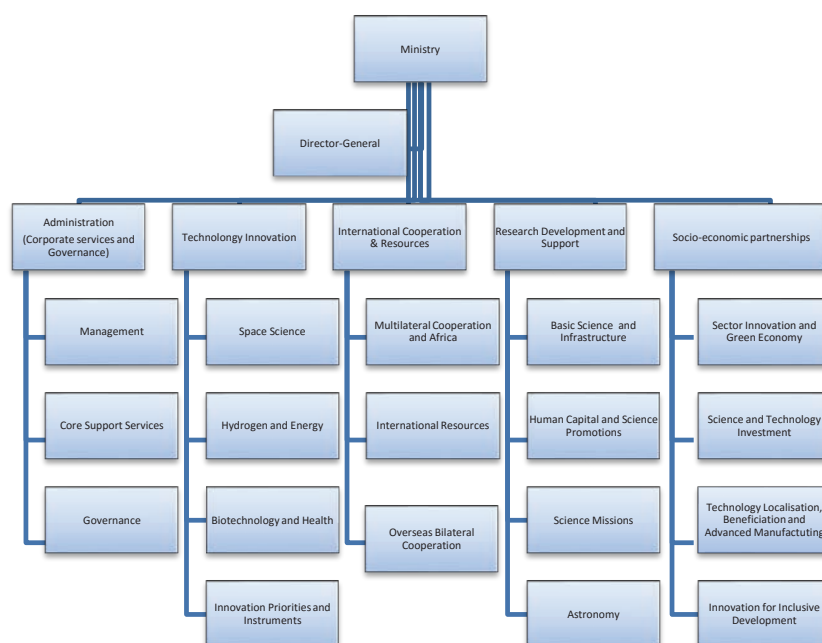 Ministry
Director-General
Administration
(Corporate services and
Governance)
Technolongy Innovation
International Cooperation
& Resources
Research Development and
Support
Socio-economic partnerships
Management
Space Science
Multilateral Cooperation
and Africa
Basic Science and
Infrastructure
Sector Innovation and
Green Economy
Core Support Services
Hydrogen and Energy
International Resources
Human Capital and Science
Promotions
Science and Technology
Investment
Governance
Biotechnology and Health
Overseas Bilateral
Cooperation
Science Missions
Technology Localisation,
Beneficiation and
Advanced Manufactuting
Innovation Priorities and
Instruments
Astronomy
Innovation for Inclusive
Development